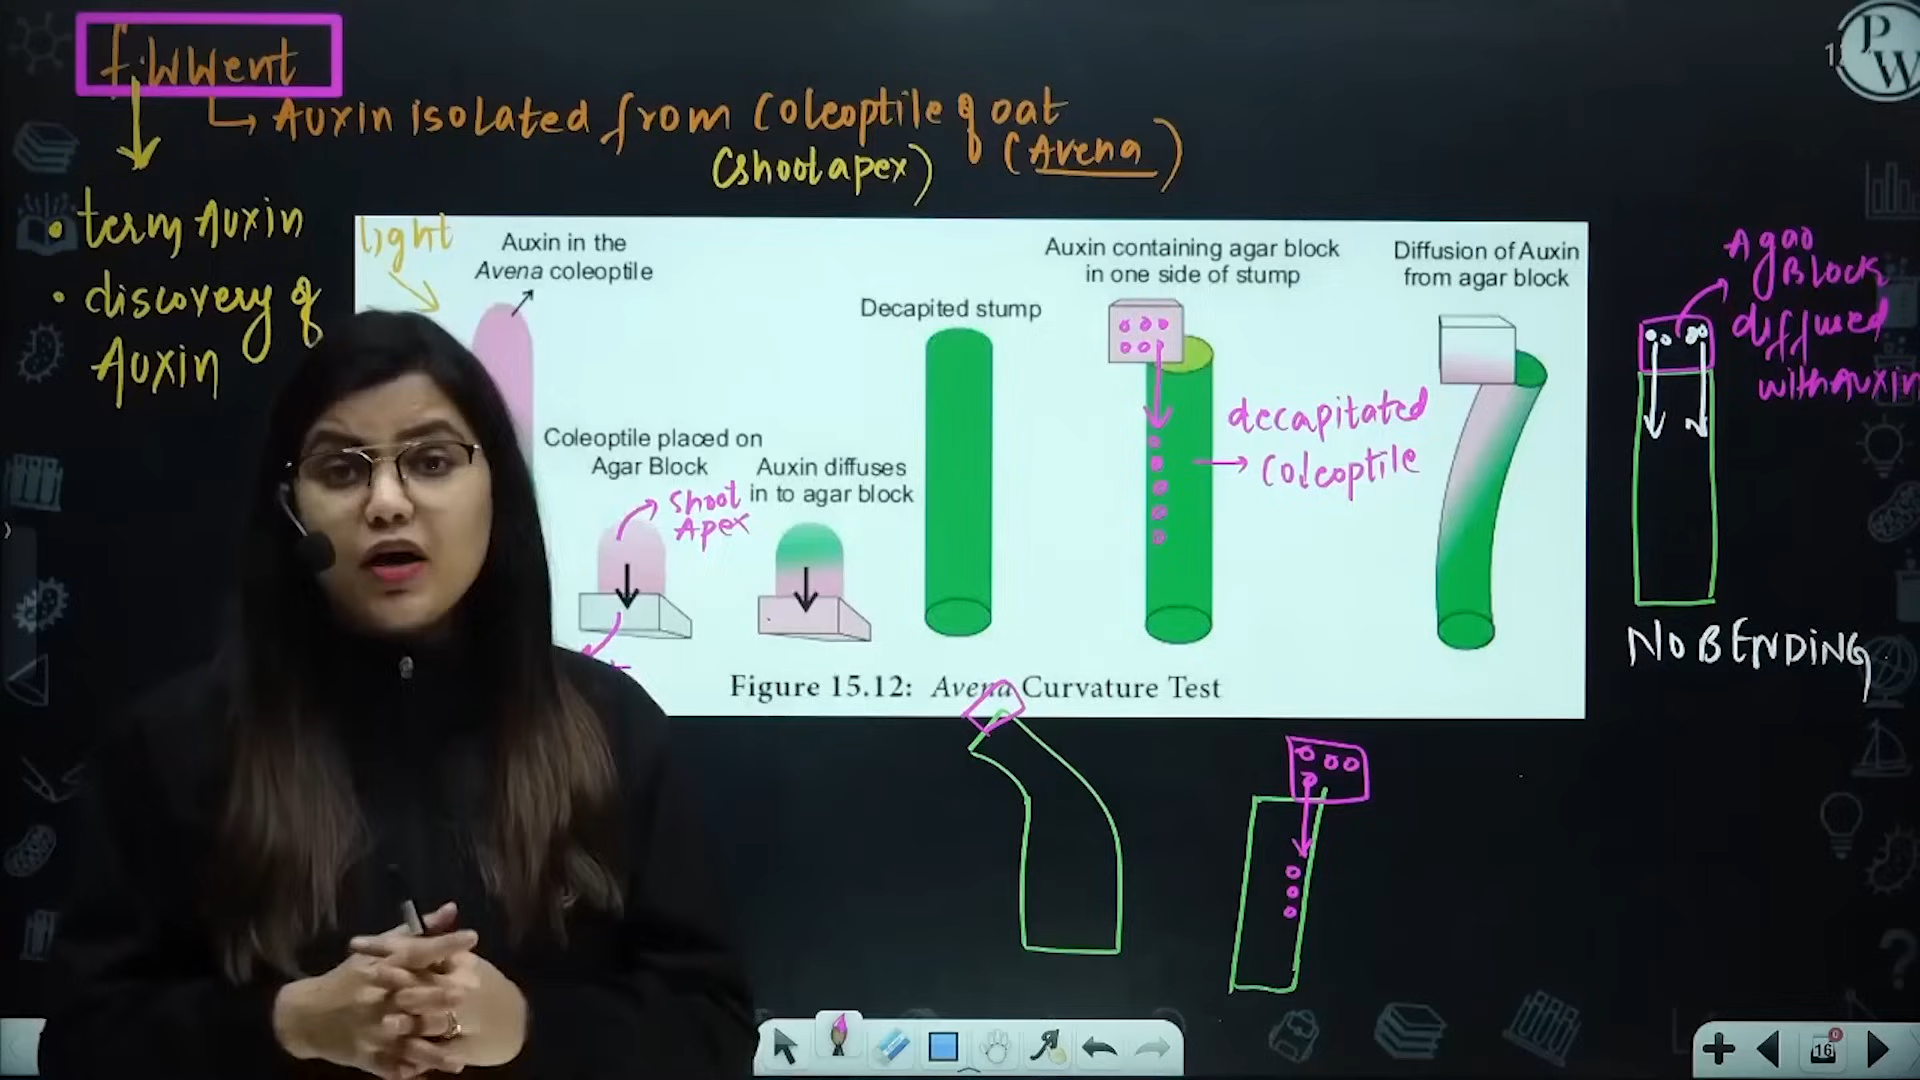 f.W Went
Auxin isolated from Coleoptile of oat
(Avena)
(shoot apex)
• term Auxin
• discovery of
Auxin
light
Auxin in the
Avena coleoptile
Coleoptile placed on
Agar Block
Shoot
Apex
Auxin diffuses
in to agar block
Decapited stump
Auxin containing agar block
in one side of stump
decapitated
Coleoptile
Diffusion of Auxin
from agar block
Figure 15.12: Avena Curvature Test
Agar
Block
diffused
with Auxin
NO BENDING
PW
16